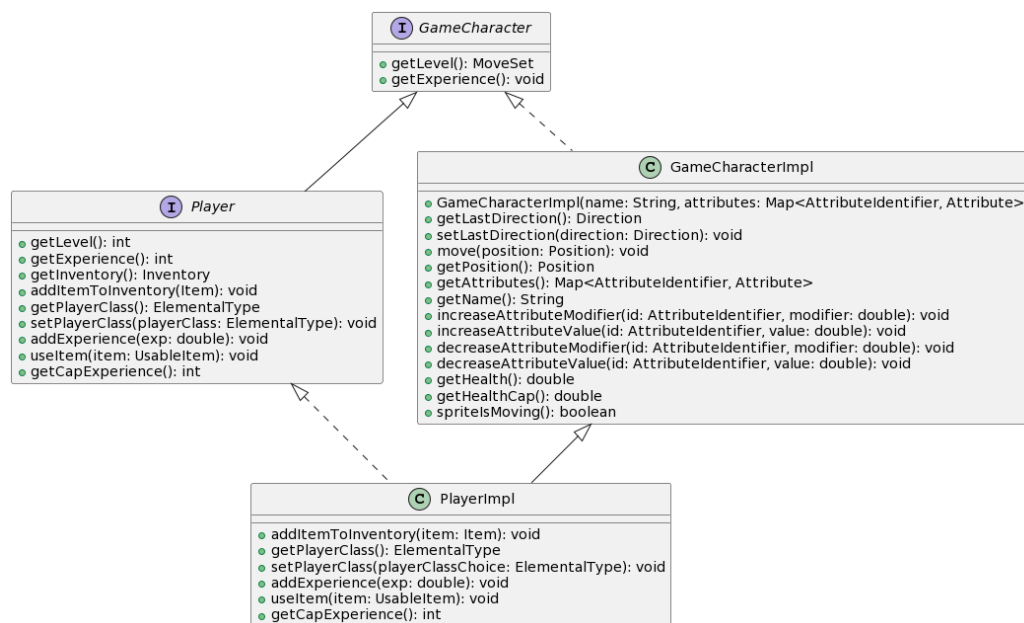 I GameCharacter
getLevel(): MoveSet
getExperience(): void
I Player
getLevel(): int
getExperience(): int
getInventory(): Inventory
addItemToInventory(Item): void
getPlayerClass(): ElementalType
setPlayerClass(playerClass: ElementalType): void
addExperience(exp: double): void
useItem(item: UsableItem): void
getCapExperience(): int
C GameCharacterImpl
GameCharacterImpl(name: String, attributes: Map<AttributeIdentifier, Attribute>
getLastDirection(): Direction
setLastDirection(direction: Direction): void
move(position: Position): void
getPosition(): Position
getAttributes(): Map<AttributeIdentifier, Attribute>
getName(): String
increaseAttributeModifier(id: AttributeIdentifier, modifier: double): void
increaseAttributeValue(id: AttributeIdentifier, value: double): void
decreaseAttributeModifier(id: AttributeIdentifier, modifier: double): void
decreaseAttributeValue(id: AttributeIdentifier, value: double): void
getHealth(): double
getHealthCap(): double
spriteIsMoving(): boolean
C PlayerImpl
addItemToInventory(item: Item): void
getPlayerClass(): ElementalType
setPlayerClass(playerClassChoice: ElementalType): void
addExperience(exp: double): void
useItem(item: UsableItem): void
getCapExperience(): int